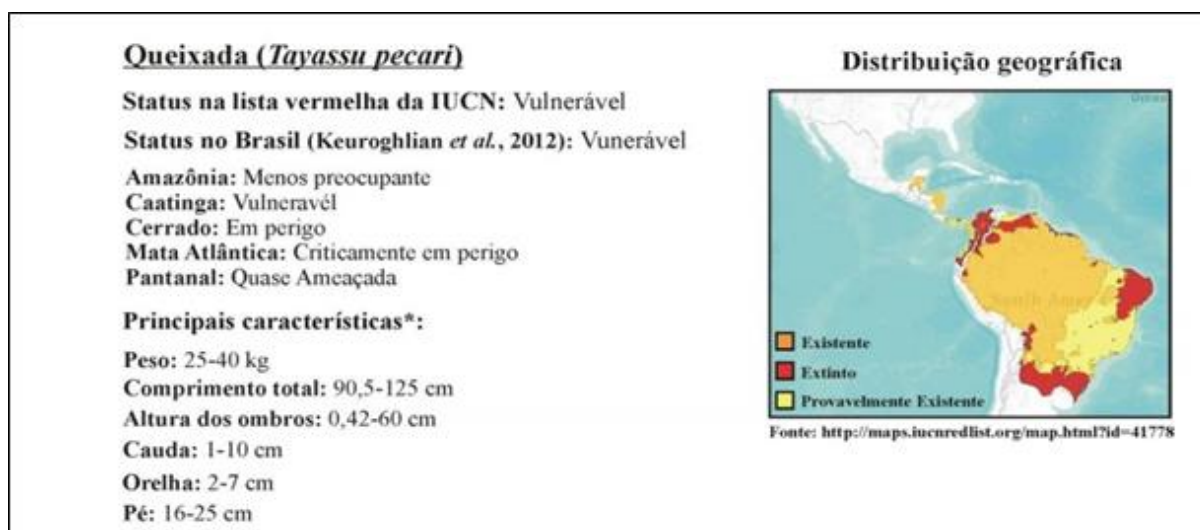 Queixada (Tayassu pecari)
Status na lista vermelha da IUCN: Vulnerável
Status no Brasil (Keuroghlian et al., 2012): Vunerável
Amazônia: Menos preocupante
Caatinga: Vulneravél
Cerrado: Em perigo
Mata Atlântica: Criticamente em perigo
Pantanal: Quase Ameaçada
Principais características*:
Peso: 25-40 kg
Comprimento total: 90,5-125 cm
Altura dos ombros: 0,42-60 cm
Cauda: 1-10 cm
Orelha: 2-7 cm
Pé: 16-25 cm
Distribuição geográfica
South Amer
Existente
Extinto
Provavelmente Existente
Fonte: http://maps.iucnredlist.org/map.html?id=41778